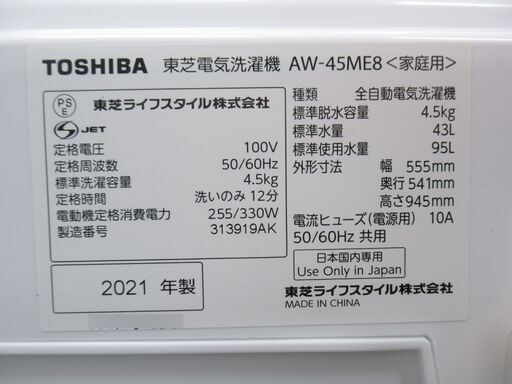 TOSHIBA 東芝電気洗濯機 AW-45ME8<家庭用>
PS E 東芝ライフスタイル株式会社
S JET
定格電圧 100V
定格周波数 50/60Hz
標準洗濯容量 4.5kg
定格時間 洗いのみ 12分
電動機定格消費電力 255/330W
製造番号 313919AK
2021 年製
種類 全自動電気洗濯機
標準脱水容量 4.5kg
標準水量 43L
標準使用水量 95L
外形寸法 幅 555mm
奥行 541mm
高さ 945mm
電流ヒューズ(電源用) 10A
50/60Hz 共用
日本国内専用
Use Only in Japan
東芝ライフスタイル株式会社
MADE IN CHINA